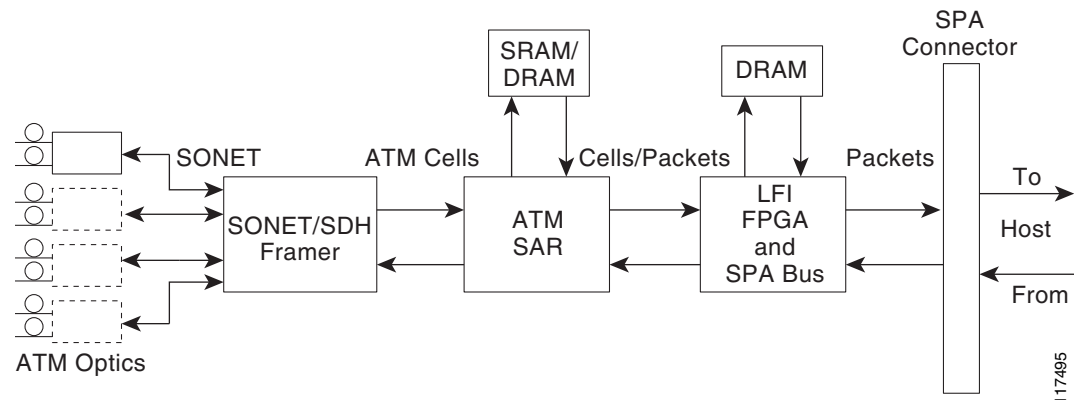 SPA
Connector
SRAM/
DRAM
DRAM
SONET
ATM Cells
Cells/Packets
Packets
SONET/SDH
Framer
ATM
SAR
LFI
FPGA
and
SPA Bus
To
Host
From
ATM Optics
117495